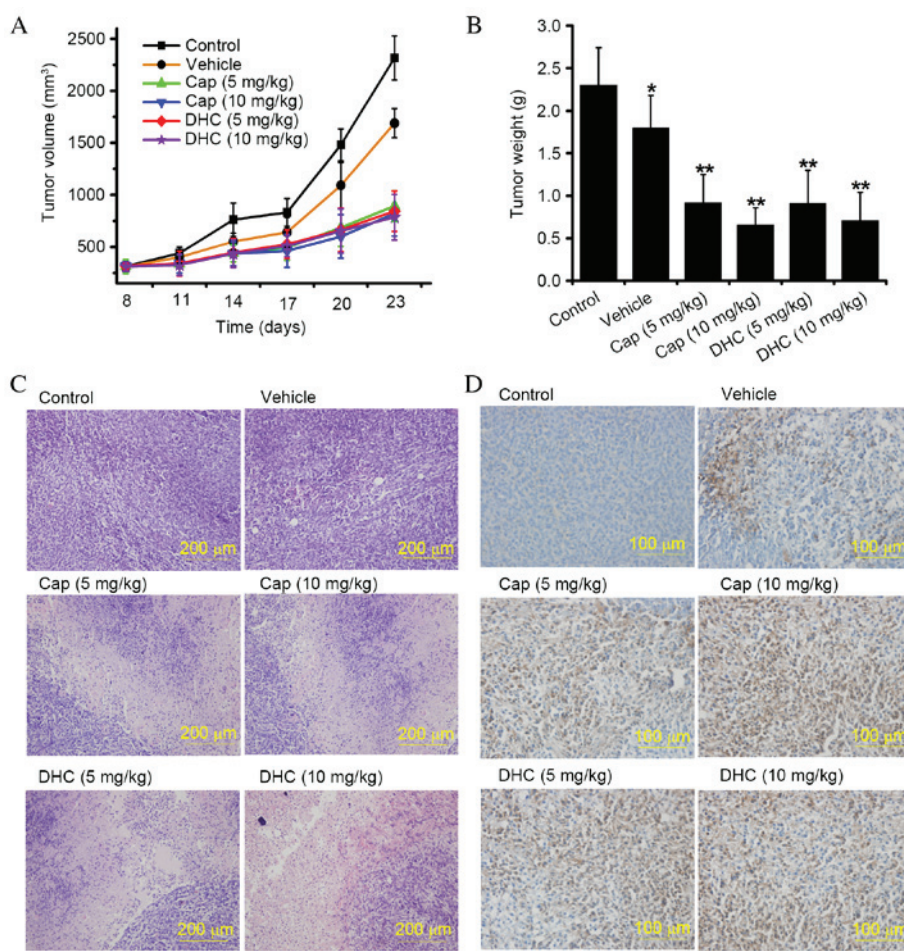 A
Tumor volume (mm³)
2500
2000
1500
1000
500
Control
Vehicle
Cap (5 mg/kg)
Cap (10 mg/kg)
DHC (5 mg/kg)
DHC (10 mg/kg)
8 11 14 17 20 23
Time (days)
B
Tumor weight (g)
3.0
2.5
2.0
1.5
1.0
0.5
0.0
* ** ** ** **
Control Vehicle Cap (5 mg/kg) Cap (10 mg/kg) DHC (5 mg/kg) DHC (10 mg/kg)
C
Control Vehicle
200 µm 200 µm
Cap (5 mg/kg) Cap (10 mg/kg)
200 µm 200 µm
DHC (5 mg/kg) DHC (10 mg/kg)
200 µm 200 µm
D
Control Vehicle
100 µm 100 µm
Cap (5 mg/kg) Cap (10 mg/kg)
100 µm 100 µm
DHC (5 mg/kg) DHC (10 mg/kg)
100 µm 100 µm